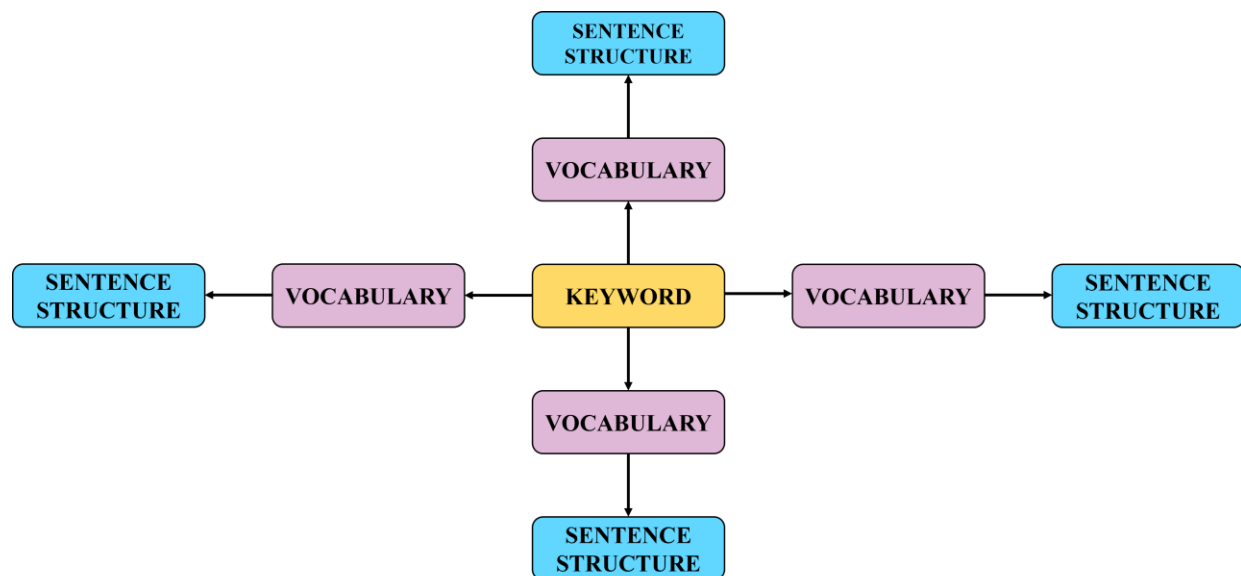 SENTENCE
STRUCTURE
VOCABULARY
SENTENCE
STRUCTURE
VOCABULARY
KEYWORD
VOCABULARY
SENTENCE
STRUCTURE
VOCABULARY
SENTENCE
STRUCTURE